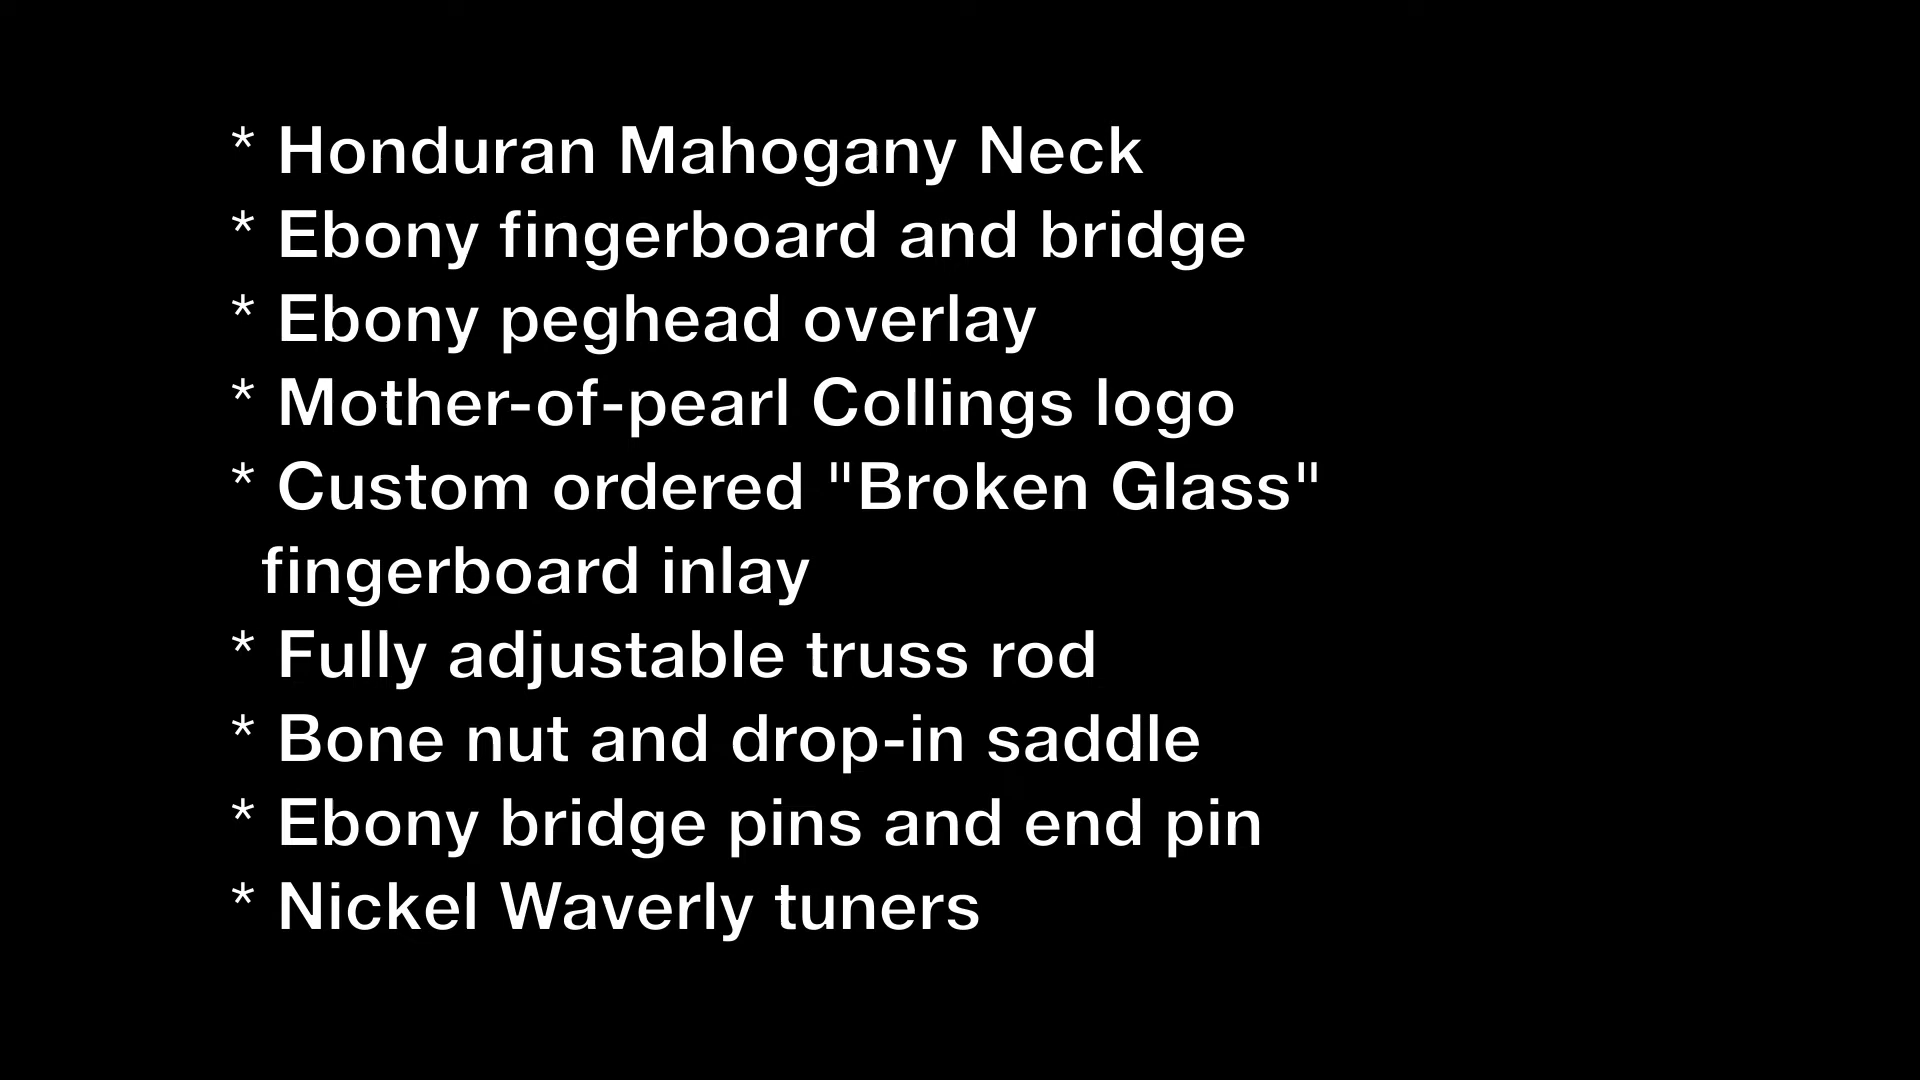 * Honduran Mahogany Neck
* Ebony fingerboard and bridge
* Ebony peghead overlay
* Mother-of-pearl Collings logo
* Custom ordered "Broken Glass"
fingerboard inlay
* Fully adjustable truss rod
* Bone nut and drop-in saddle
* Ebony bridge pins and end pin
* Nickel Waverly tuners